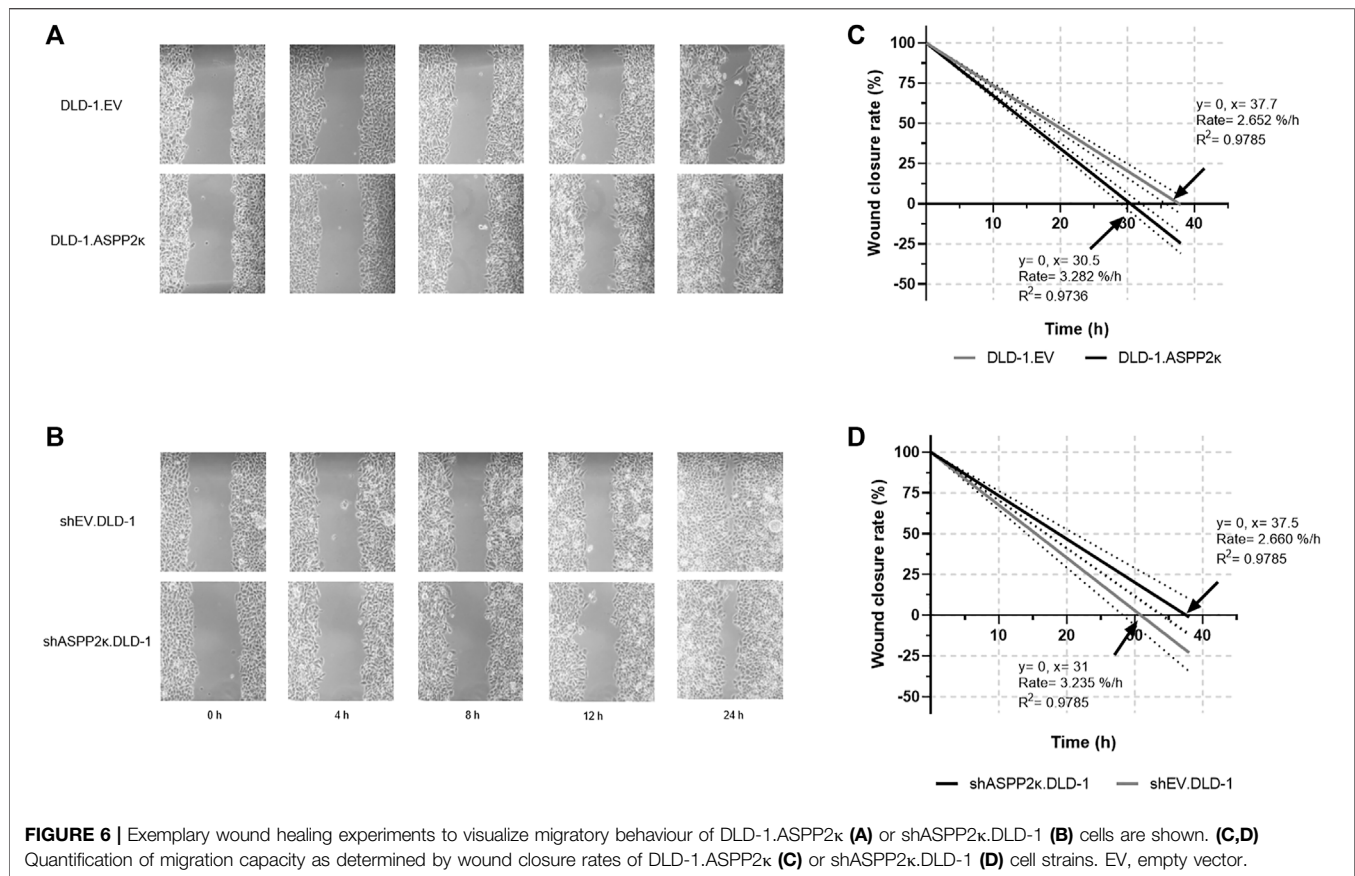 A
DLD-1.EV
DLD-1.ASPP2κ
C
Wound closure rate (%)
100
75
50
25
0
-25
-50
10
20
30
40
y= 0, x= 37.7
Rate= 2.652 %/h
R²= 0.9785
y= 0, x= 30.5
Rate= 3.282 %/h
R²= 0.9736
Time (h)
DLD-1.EV DLD-1.ASPP2κ
B
shEV.DLD-1
shASPP2κ.DLD-1
0 h 4 h 8 h 12 h 24 h
D
Wound closure rate (%)
100
75
50
25
0
-25
-50
10
20
30
40
y= 0, x= 37.5
Rate= 2.660 %/h
R²= 0.9785
y= 0, x= 31
Rate= 3.235 %/h
R²= 0.9785
Time (h)
shASPP2κ.DLD-1 shEV.DLD-1
FIGURE 6 | Exemplary wound healing experiments to visualize migratory behaviour of DLD-1.ASPP2κ (A) or shASPP2κ.DLD-1 (B) cells are shown. (C,D)
Quantification of migration capacity as determined by wound closure rates of DLD-1.ASPP2κ (C) or shASPP2κ.DLD-1 (D) cell strains. EV, empty vector.